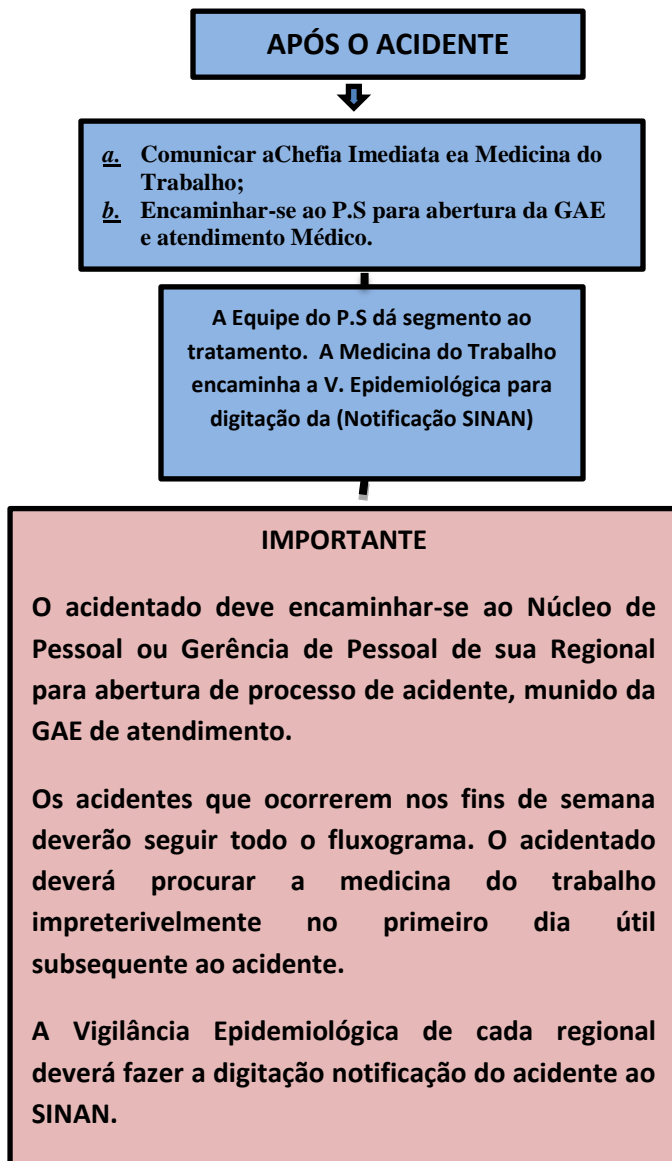 APÓS O ACIDENTE
a. Comunicar aChefia Imediata ea Medicina do
Trabalho;
b. Encaminhar-se ao P.S para abertura da GAE
e atendimento Médico.
A Equipe do P.S dá segmento ao
tratamento. A Medicina do Trabalho
encaminha a V. Epidemiológica para
digitação da (Notificação SINAN)
IMPORTANTE
O acidentado deve encaminhar-se ao Núcleo de
Pessoal ou Gerência de Pessoal de sua Regional
para abertura de processo de acidente, munido da
GAE de atendimento.
Os acidentes que ocorrerem nos fins de semana
deverão seguir todo o fluxograma. O acidentado
deverá procurar a medicina do trabalho
impreterivelmente no primeiro dia útil
subsequente ao acidente.
A Vigilância Epidemiológica de cada regional
deverá fazer a digitação notificação do acidente ao
SINAN.